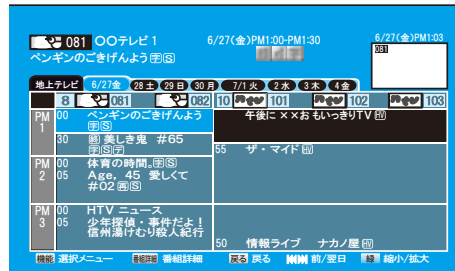 081 〇〇テレビ1 6/27(金)PM1:00-PM1:30 6/27(金)PM1:03
ペンギンのごきげんよう字S
081
地上テレビ 6/27金 28土 29日 30月 7/1火 2水 3木 4金
8 081 082 10 101 102 103
PM 1
00 ペンギンのごきげんよう
字S
30 終美しき鬼 #65
字S字
午後に××おもいっきりTV
55 ザ・マイド
PM 2
00 体育の時間。字S
05 Age, 45 愛しくて
#02再S
PM 3
00 HTV ニュース
05 少年探偵・事件だよ!
信州湯けむり殺人紀行
50 情報ライブ ナカノ屋
機能 選択メニュー 番組詳細 番組詳細 戻る 戻る 前/翌日 緑 縮小/拡大